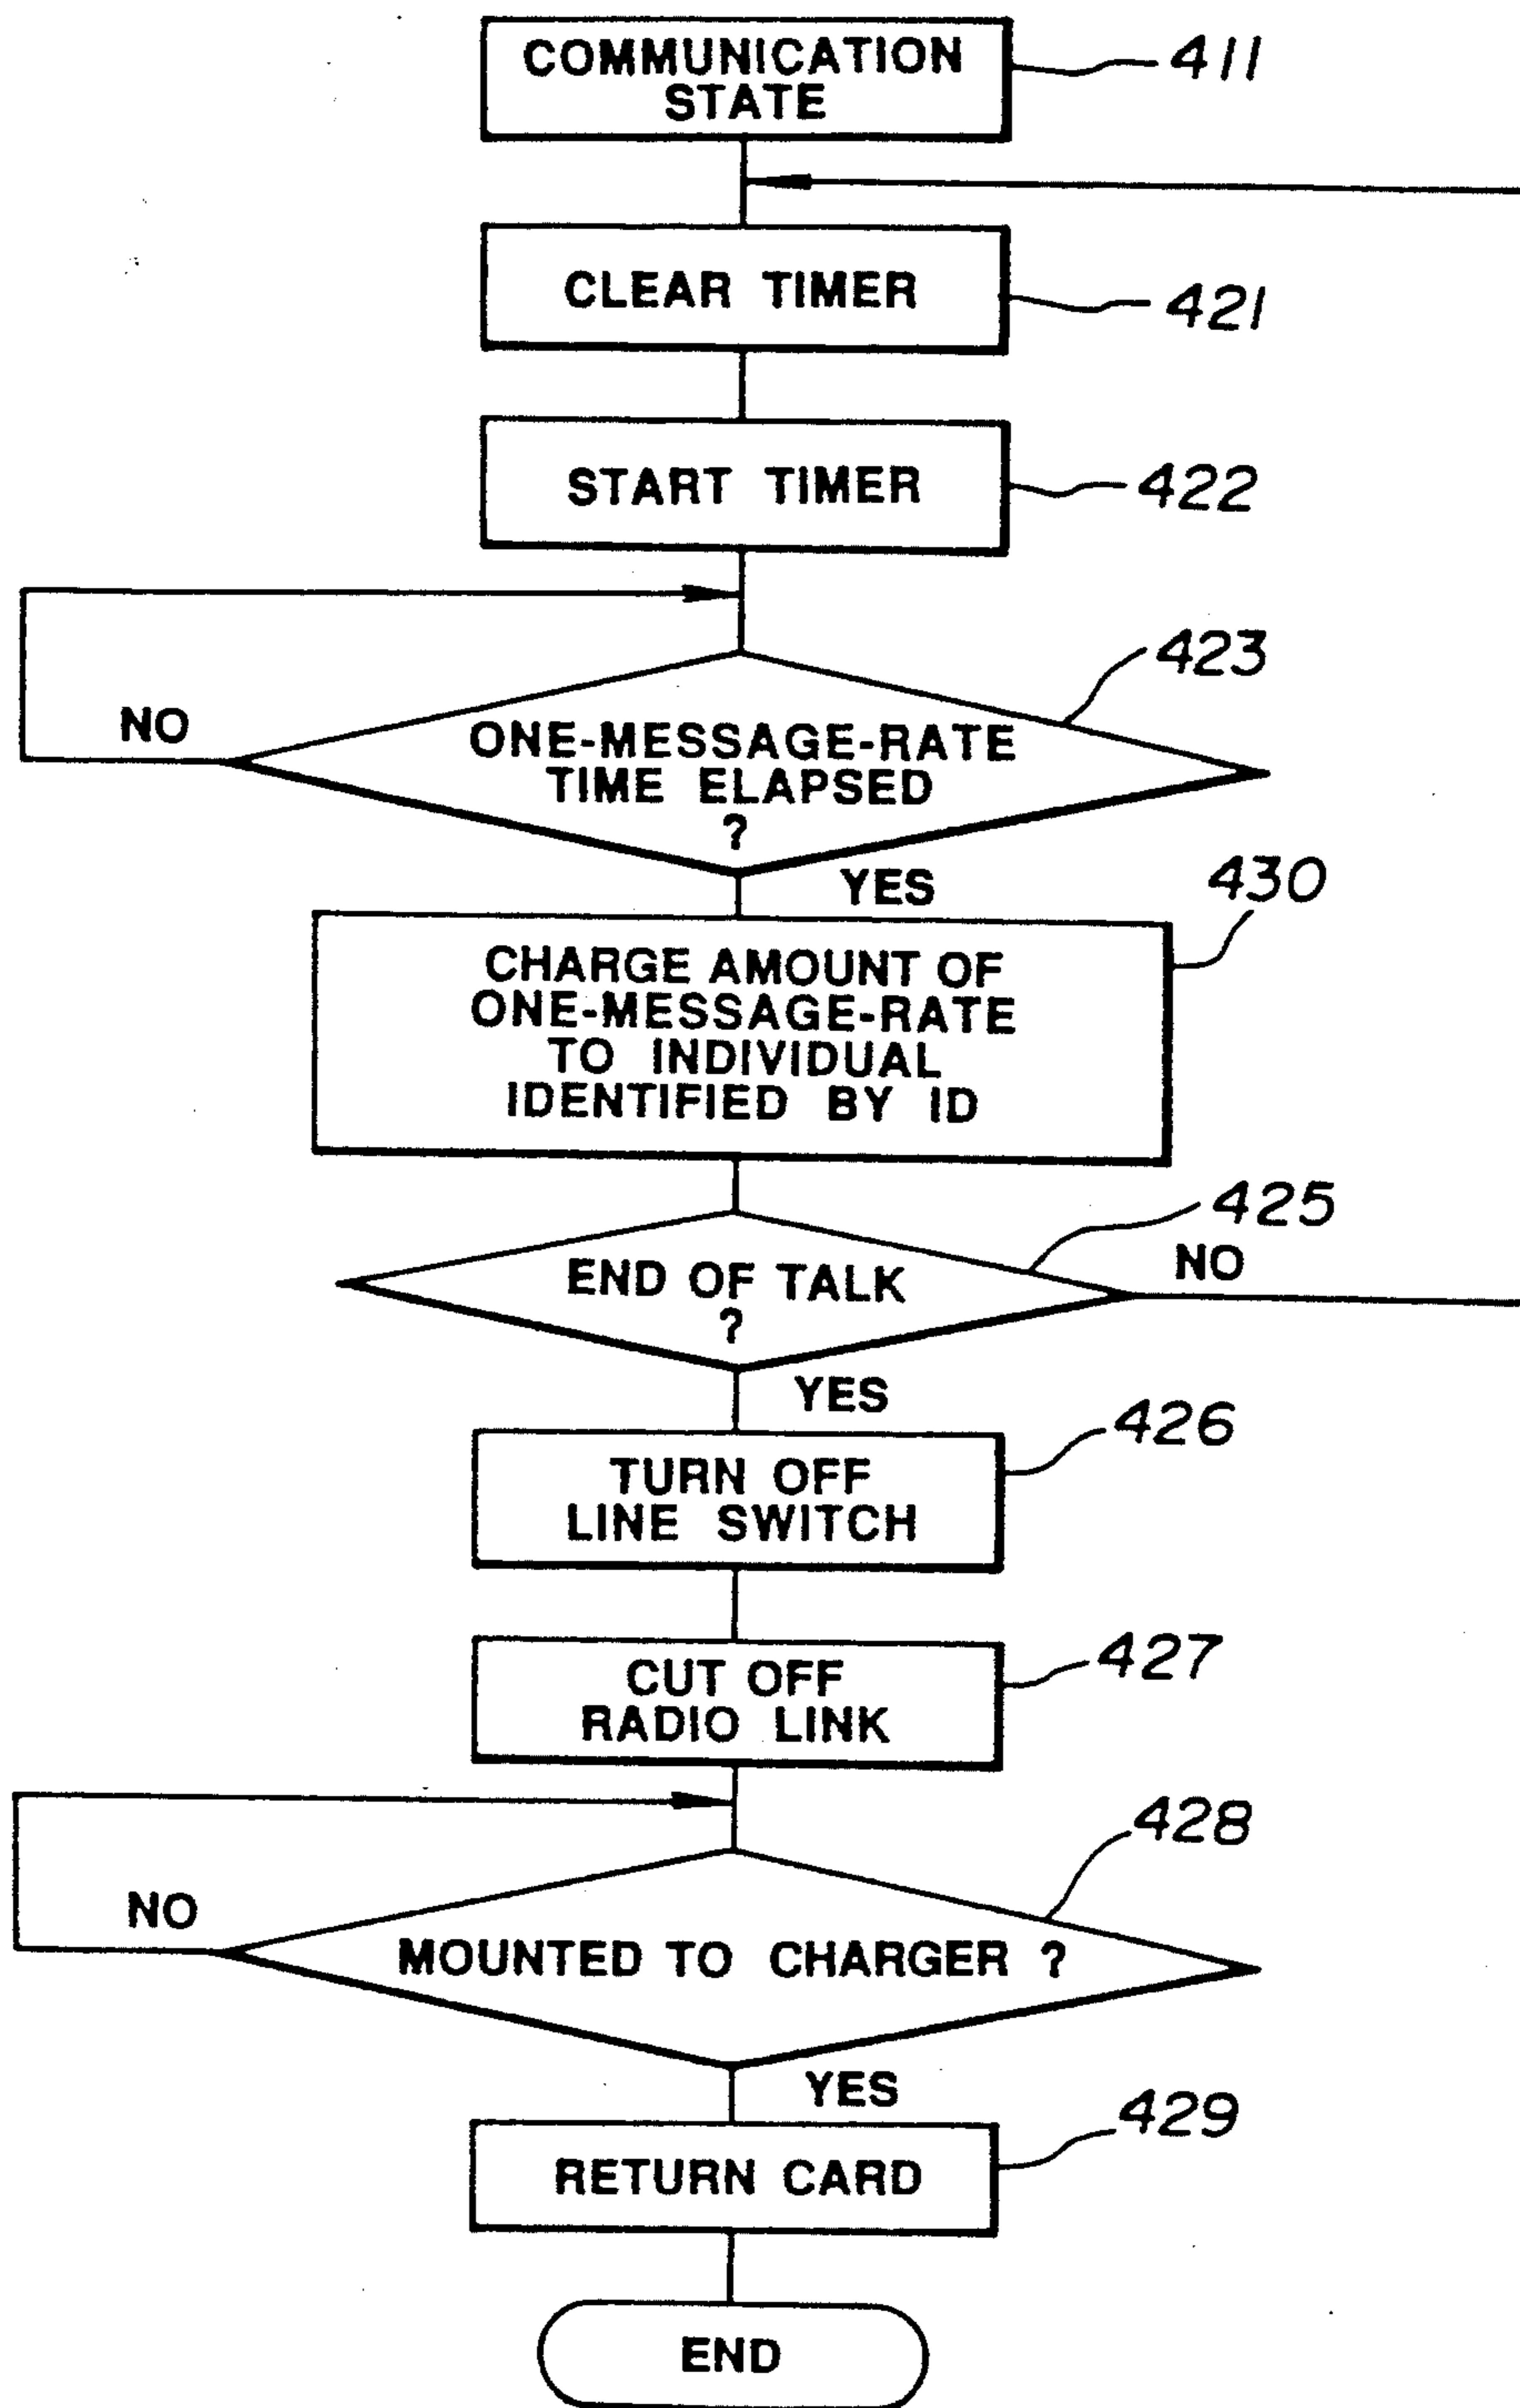 COMMUNICATION
STATE
411
CLEAR TIMER
421
START TIMER
422
423
NO
ONE-MESSAGE-RATE
TIME ELAPSED
?
YES
430
CHARGE AMOUNT OF
ONE-MESSAGE-RATE
TO INDIVIDUAL
IDENTIFIED BY ID
425
NO
END OF TALK
?
YES
426
TURN OFF
LINE SWITCH
427
CUT OFF
RADIO LINK
428
NO
MOUNTED TO CHARGER ?
YES
429
RETURN CARD
END